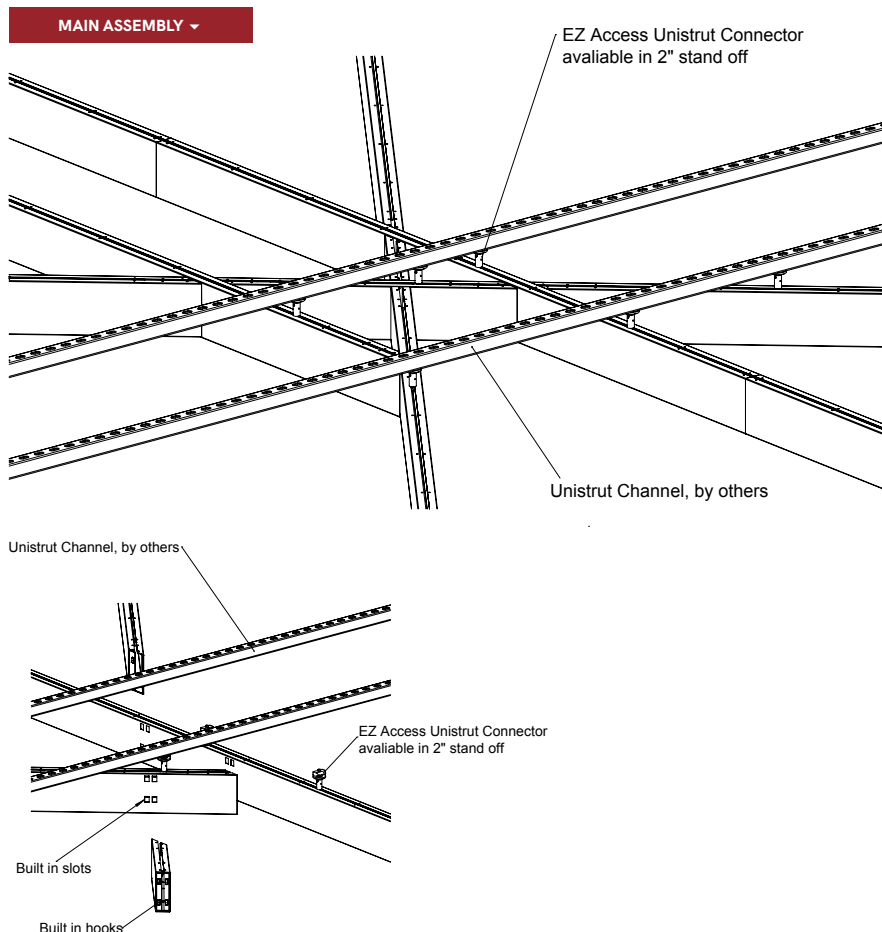 MAIN ASSEMBLY
EZ Access Unistrut Connector
avaliable in 2" stand off
Unistrut Channel, by others
Unistrut Channel, by others
EZ Access Unistrut Connector
avaliable in 2" stand off
Built in slots
Built in hooks